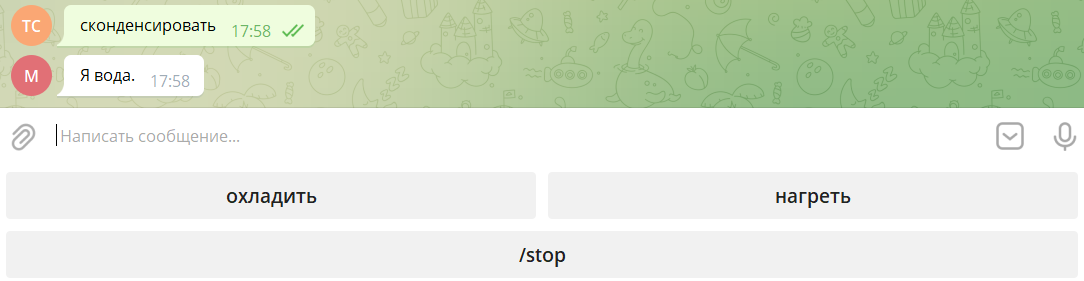 TC
сконденсировать 17:58
M
Я вода. 17:58
Написать сообщение...
охладить
нагреть
/stop